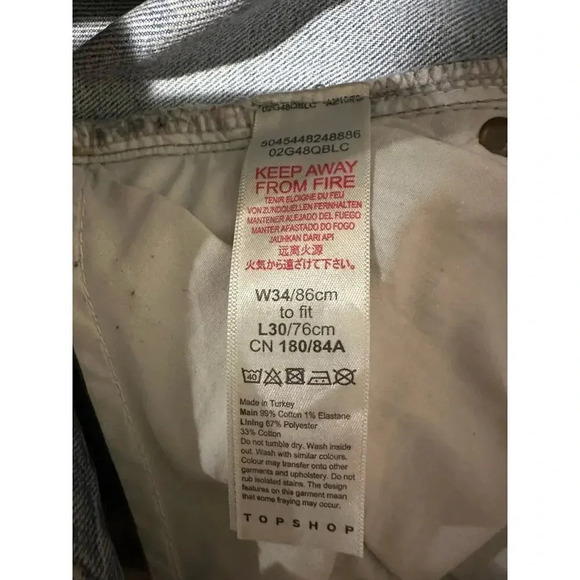 02G48QBLC
5045448248886
02G48QBLC
KEEP AWAY
FROM FIRE
TENIR ELOIGNE DU FEU
VON ZUNDQUELLEN FERNHALTEN
MANTENER ALEJADO DEL FUEGO
MANTER AFASTADO DO FOGO
JAUHKAN DARI API
远离火源
火気から遠ざけて下さい。
W34/86cm
to fit
L30/76cm
CN 180/84A
40
Made in Turkey
Main 99% Cotton 1% Elastane
Lining 67% Polyester
33% Cotton
Do not tumble dry. Wash inside
out. Wash with similar colours.
Colour may transfer onto other
garments and upholstery. Do not
rub isolated stains. The design
features on this garment mean
that some fraying may occur.
TOPSHOP